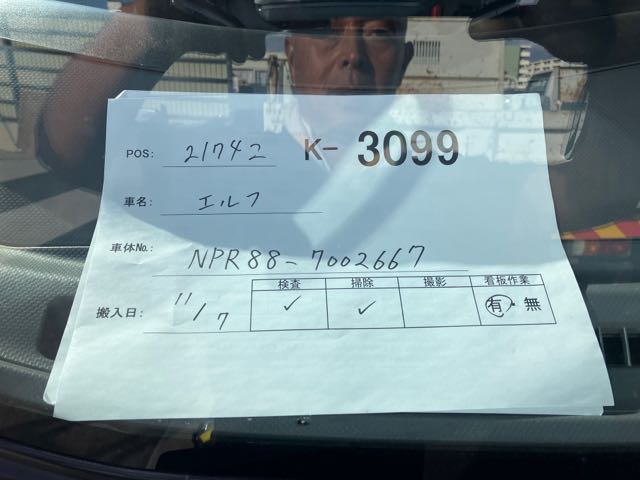 POS: 21742 K- 3099
車名: エルフ
車体No.: NPR88-7002667
検査 掃除 撮影 看板作業
搬入日: 11/7 ✓ ✓ 有・無